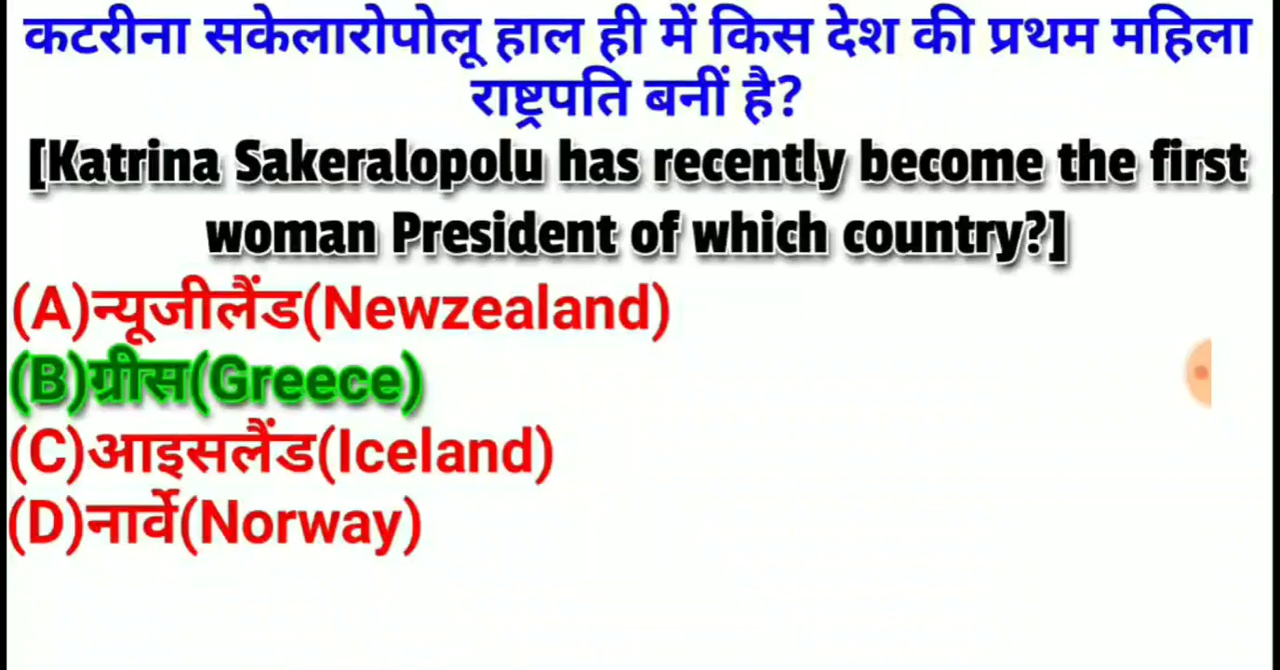 कटरीना सकेलारोपोलू हाल ही में किस देश की प्रथम महिला
राष्ट्रपति बनीं है?
[Katrina Sakeralopolu has recently become the first
woman President of which country?]
(A)न्यूजीलैंड(Newzealand)
(B)ग्रीस(Greece)
(C)आइसलैंड(Iceland)
(D)नार्वे(Norway)